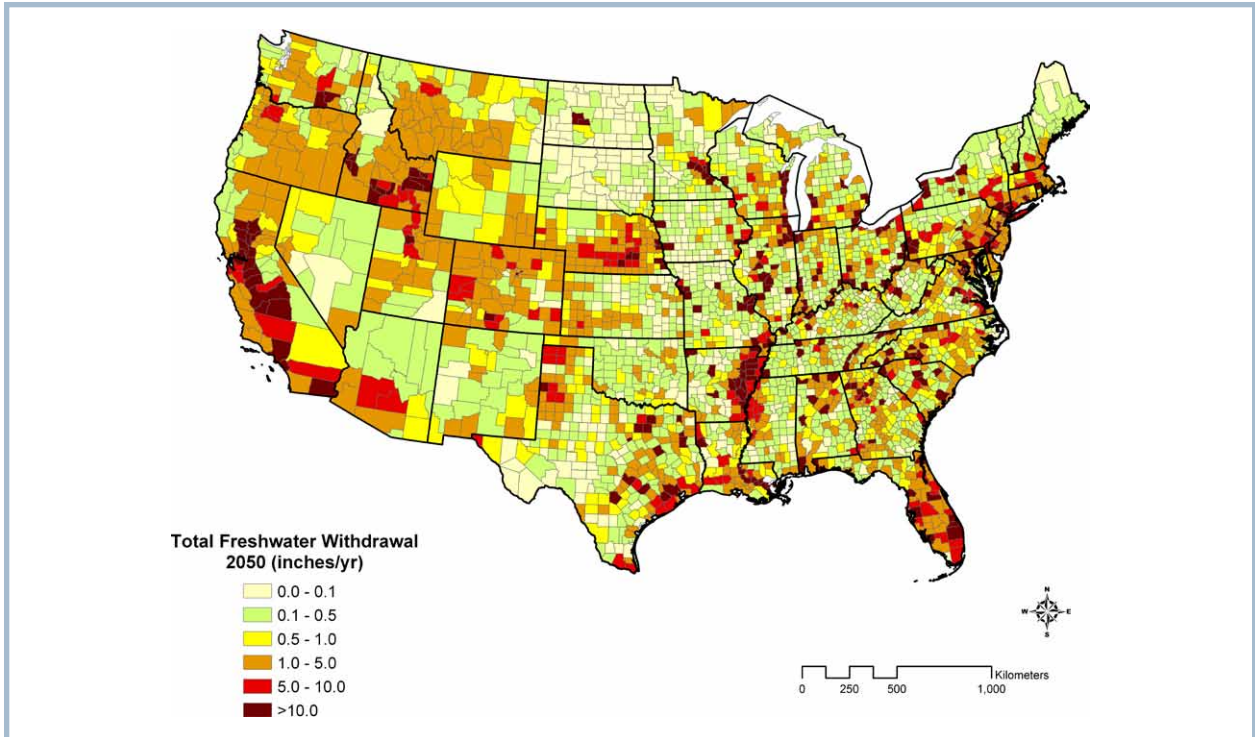 Total Freshwater Withdrawal
2050 (inches/yr)
0.0 - 0.1
0.1 - 0.5
0.5 - 1.0
1.0 - 5.0
5.0 - 10.0
>10.0
N
W E
S
Kilometers
0 250 500 1,000